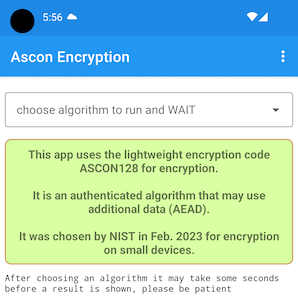 5:56
Ascon Encryption
choose algorithm to run and WAIT
This app uses the lightweight encryption code
ASCON128 for encryption.
It is an authenticated algorithm that may use
additional data (AEAD).
It was chosen by NIST in Feb. 2023 for encryption
on small devices.
After choosing an algorithm it may take some seconds
before a result is shown, please be patient